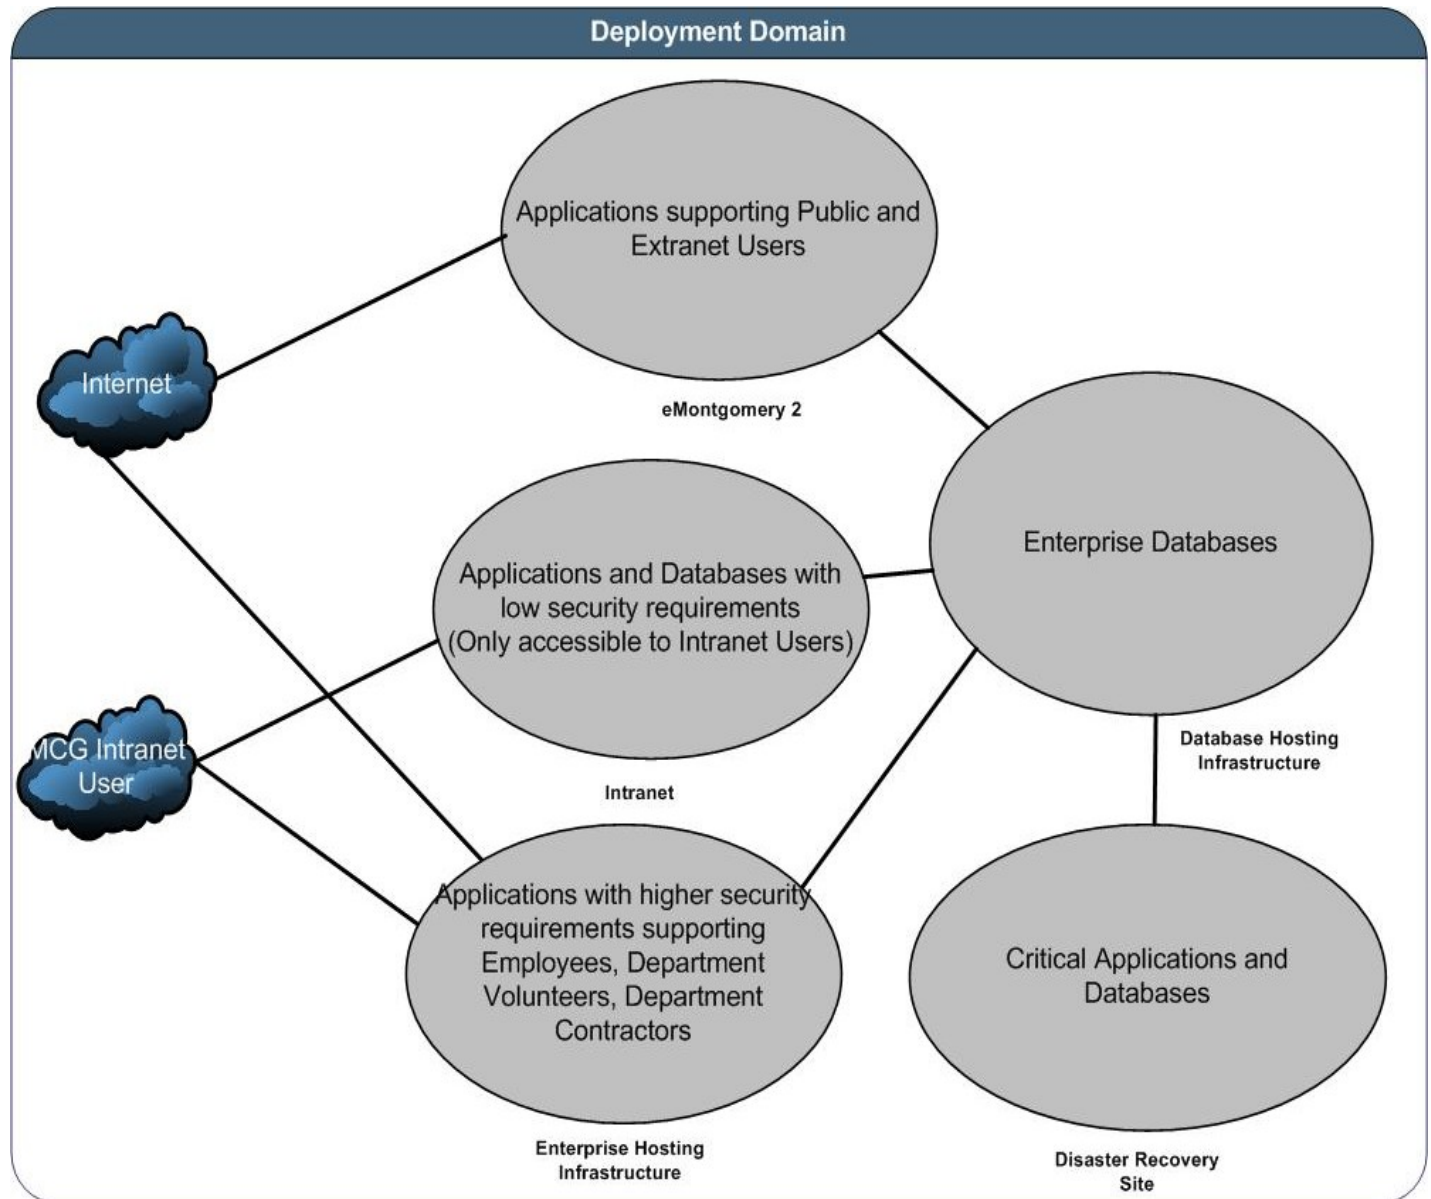 Deployment Domain
Applications supporting Public and
Extranet Users
Internet
eMontgomery 2
Enterprise Databases
Applications and Databases with
low security requirements
(Only accessible to Intranet Users)
MCG Intranet
User
Database Hosting
Infrastructure
Intranet
Applications with higher security
requirements supporting
Employees, Department
Volunteers, Department
Contractors
Critical Applications and
Databases
Enterprise Hosting
Infrastructure
Disaster Recovery
Site